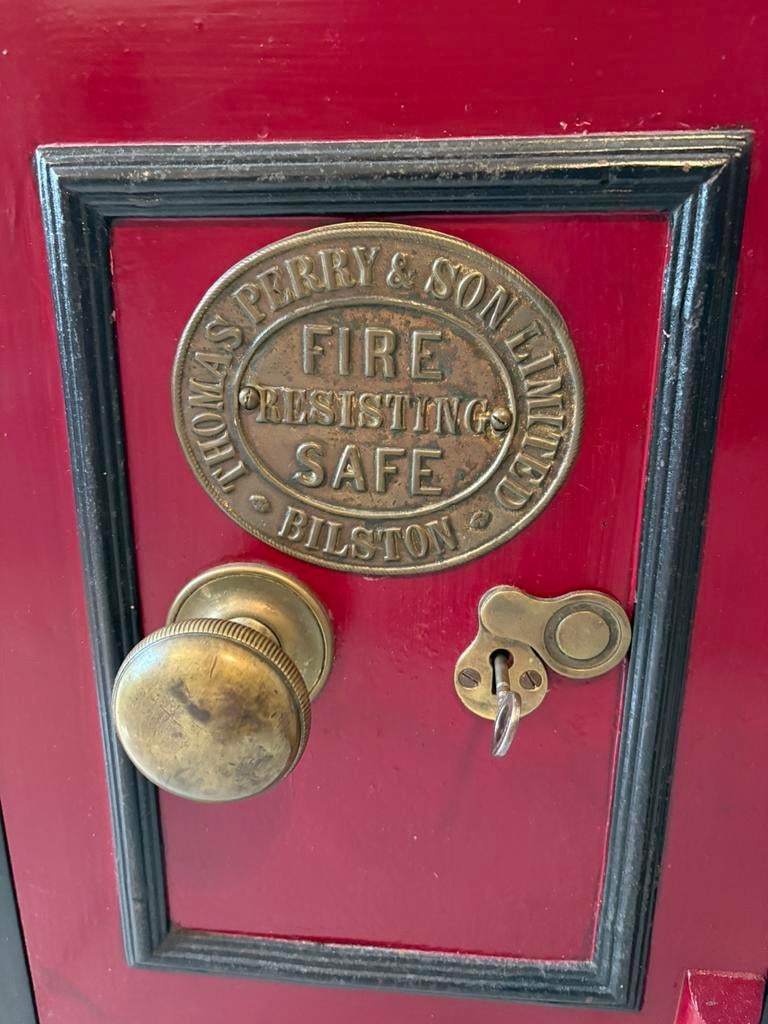 THOMAS PERRY & SON LIMITED
FIRE
RESISTING
SAFE
BILSTON